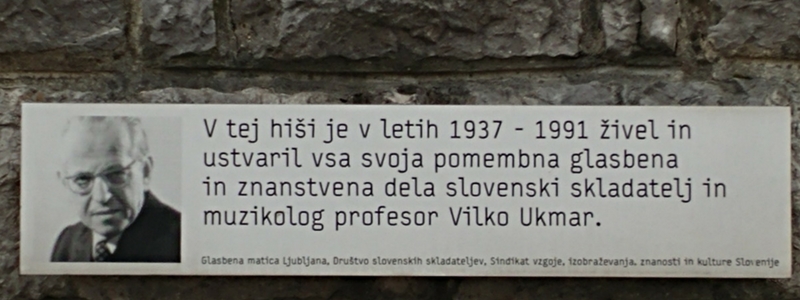 V tej hiši je v letih 1937 - 1991 živel in
ustvaril vsa svoja pomembna glasbena
in znanstvena dela slovenski skladatelj in
muzikolog profesor Vilko Ukmar.
Glasbena matica Ljubljana, Društvo slovenskih skladateljev, Sindikat vzgoje, izobraževanja, znanosti in kulture Slovenije